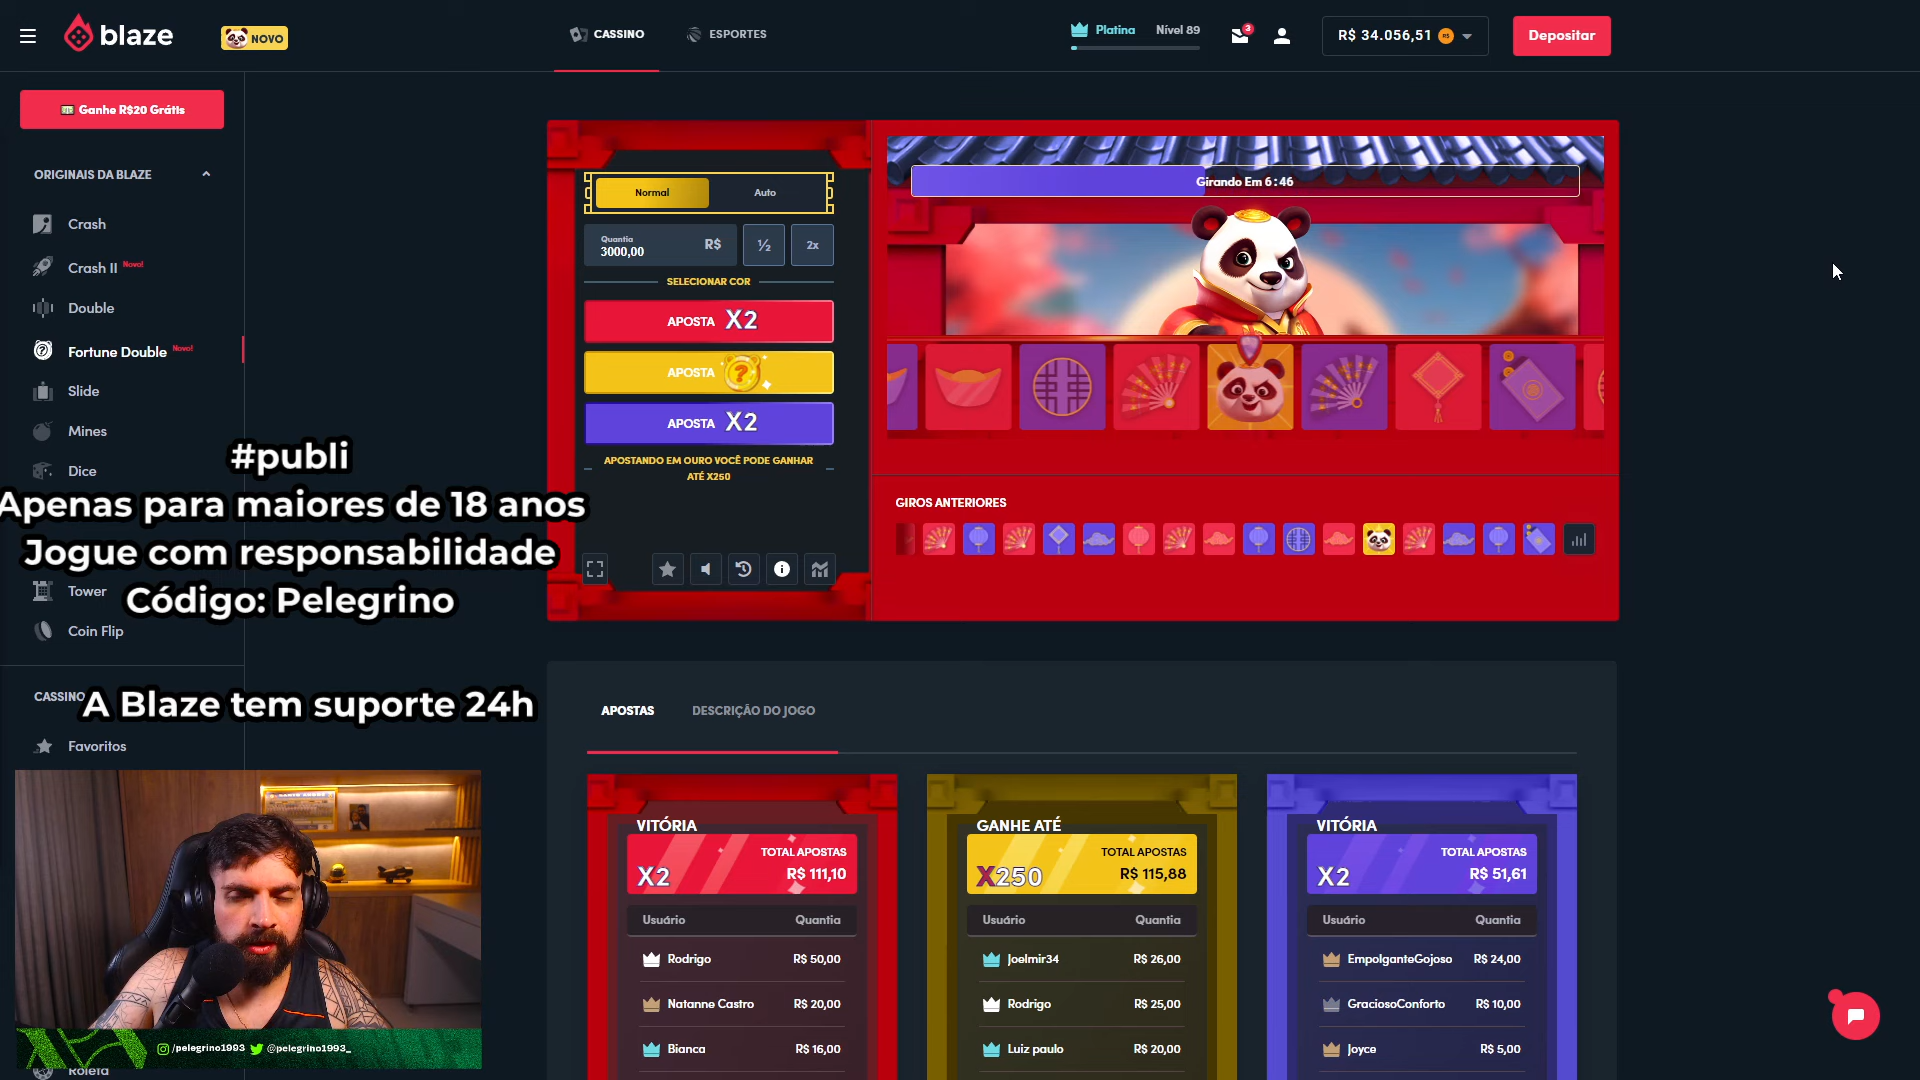 blaze
NOVO
CASSINO
ESPORTES
Platina
Nível 89
3
R$ 34.056,51
R$
Depositar
Ganhe R$20 Grátis
ORIGINAIS DA BLAZE
Crash
Crash II Novo!
Double
Fortune Double Novo!
Slide
Mines
Dice
#publi
Apenas para maiores de 18 anos
Jogue com responsabilidade
Código: Pelegrino
Tower
Coin Flip
CASSINO
A Blaze tem suporte 24h
Favoritos
Roleta
/pelegrino1993
@pelegrino1993_
Normal
Auto
Quantia
3000,00
R$
½
2x
SELECIONAR COR
APOSTA X2
APOSTA ?
APOSTA X2
APOSTANDO EM OURO VOCÊ PODE GANHAR
ATÉ X250
Girando Em 6:46
GIROS ANTERIORES
APOSTAS
DESCRIÇÃO DO JOGO
VITÓRIA
TOTAL APOSTAS
X2
R$ 111,10
Usuário
Quantia
Rodrigo
R$ 50,00
Natanne Castro
R$ 20,00
Bianca
R$ 16,00
GANHE ATÉ
TOTAL APOSTAS
X250
R$ 115,88
Usuário
Quantia
Joelmir34
R$ 26,00
Rodrigo
R$ 25,00
Luiz paulo
R$ 20,00
VITÓRIA
TOTAL APOSTAS
X2
R$ 51,61
Usuário
Quantia
EmpolganteGojoso
R$ 24,00
GraciosoConforto
R$ 10,00
Joyce
R$ 5,00